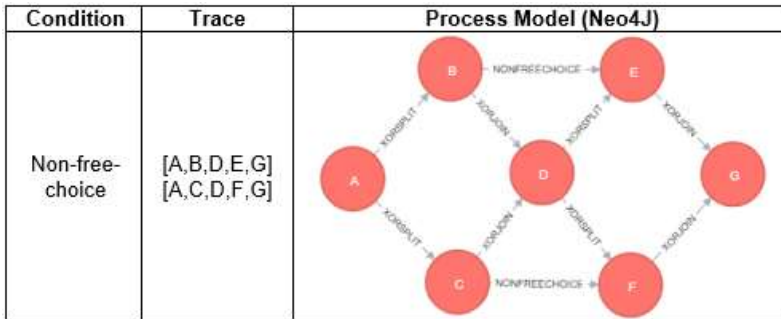 Condition
Trace
Process Model (Neo4J)
Non-free-
choice
[A,B,D,E,G]
[A,C,D,F,G]
B
NONFREECHOICE
E
XORSPLIT
XORJOIN
XORSPLIT
XORJOIN
A
D
G
XORSPLIT
XORJOIN
XORSPLIT
XORJOIN
C
NONFREECHOICE
F